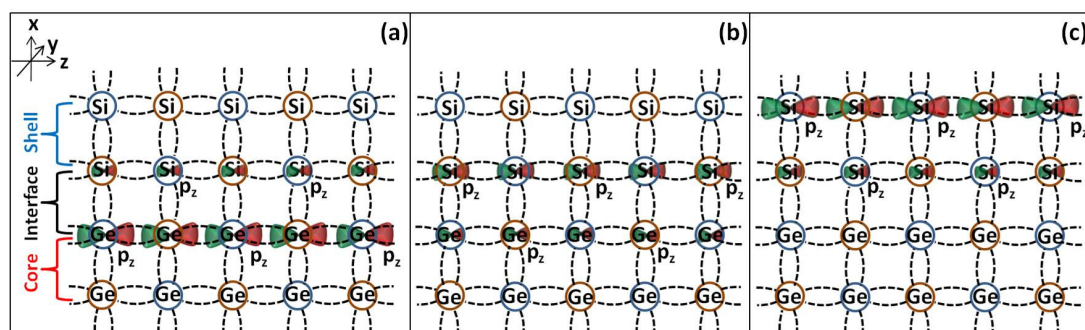 x
y
z
(a)
(b)
(c)
Shell
Interface
Core
Si Si Si Si Si
Si Si Si Si Si
p_z p_z
Ge Ge Ge Ge Ge
p_z p_z
Ge Ge Ge Ge Ge
Si Si Si Si Si
Si Si Si Si Si
p_z p_z p_z
Ge Ge Ge Ge Ge
p_z p_z
Ge Ge Ge Ge Ge
Si Si Si Si Si
p_z p_z p_z
Si Si Si Si Si
p_z p_z
Ge Ge Ge Ge Ge
Ge Ge Ge Ge Ge